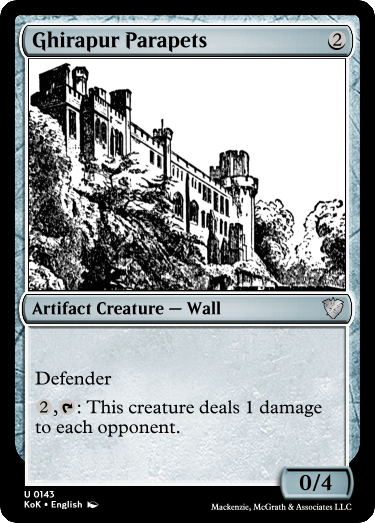 Ghirapur Parapets 2
Artifact Creature — Wall
Defender
2, : This creature deals 1 damage
to each opponent.
0/4
U 0143
KoK • English
Mackenzie, McGrath & Associates LLC